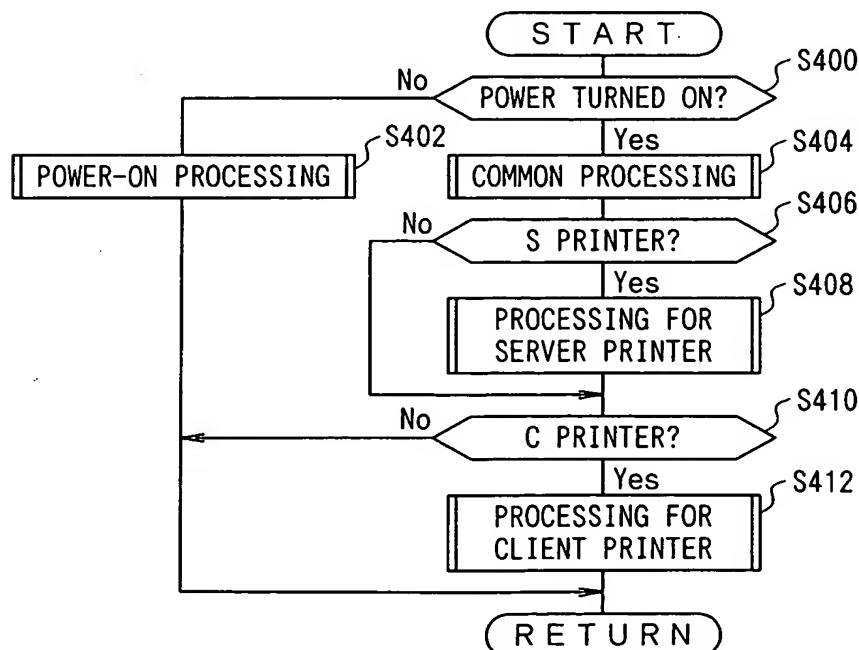 START
S400
No
POWER TURNED ON?
S402
Yes
S404
POWER-ON PROCESSING
COMMON PROCESSING
S406
No
S PRINTER?
Yes
S408
PROCESSING FOR
SERVER PRINTER
S410
No
C PRINTER?
Yes
S412
PROCESSING FOR
CLIENT PRINTER
RETURN